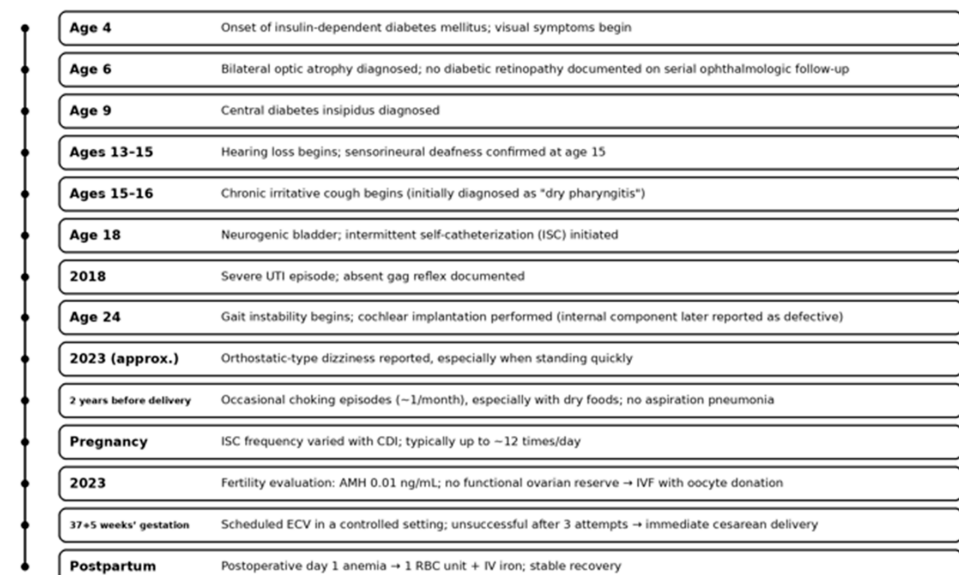 Age 4 Onset of insulin-dependent diabetes mellitus; visual symptoms begin
Age 6 Bilateral optic atrophy diagnosed; no diabetic retinopathy documented on serial ophthalmologic follow-up
Age 9 Central diabetes insipidus diagnosed
Ages 13–15 Hearing loss begins; sensorineural deafness confirmed at age 15
Ages 15–16 Chronic irritative cough begins (initially diagnosed as "dry pharyngitis")
Age 18 Neurogenic bladder; intermittent self-catheterization (ISC) initiated
2018 Severe UTI episode; absent gag reflex documented
Age 24 Gait instability begins; cochlear implantation performed (internal component later reported as defective)
2023 (approx.) Orthostatic-type dizziness reported, especially when standing quickly
2 years before delivery Occasional choking episodes (~1/month), especially with dry foods; no aspiration pneumonia
Pregnancy ISC frequency varied with CDI; typically up to ~12 times/day
2023 Fertility evaluation: AMH 0.01 ng/mL; no functional ovarian reserve → IVF with oocyte donation
37+5 weeks' gestation Scheduled ECV in a controlled setting; unsuccessful after 3 attempts → immediate cesarean delivery
Postpartum Postoperative day 1 anemia → 1 RBC unit + IV iron; stable recovery